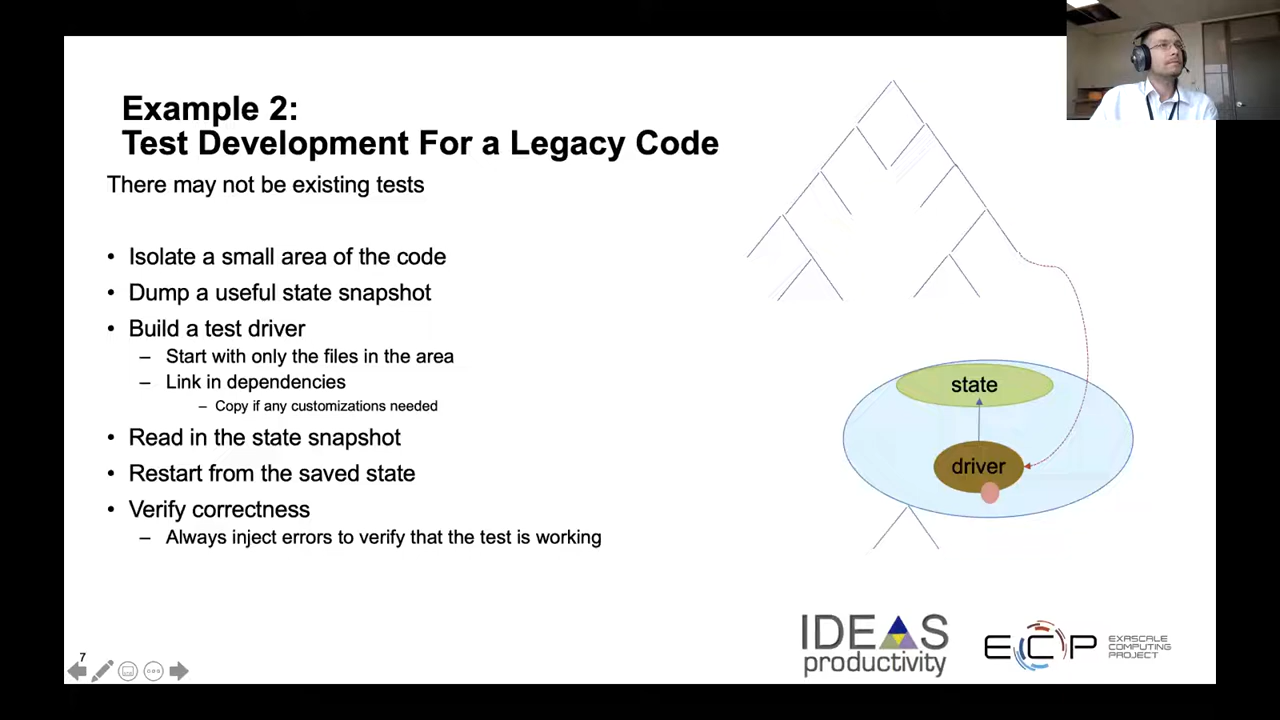 Example 2:
Test Development For a Legacy Code
There may not be existing tests
• Isolate a small area of the code
• Dump a useful state snapshot
• Build a test driver
– Start with only the files in the area
– Link in dependencies
– Copy if any customizations needed
• Read in the state snapshot
• Restart from the saved state
• Verify correctness
– Always inject errors to verify that the test is working
state
driver
IDEAS
productivity
ECP
EXASCALE
COMPUTING
PROJECT
7